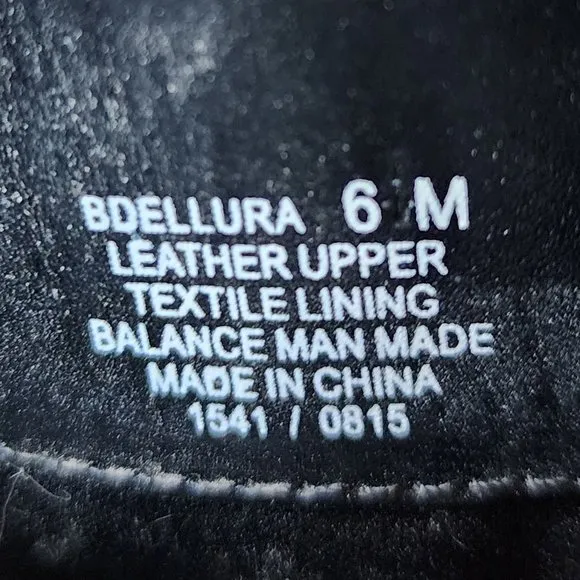 BDELLURA 6 M
LEATHER UPPER
TEXTILE LINING
BALANCE MAN MADE
MADE IN CHINA
1541 / 0815